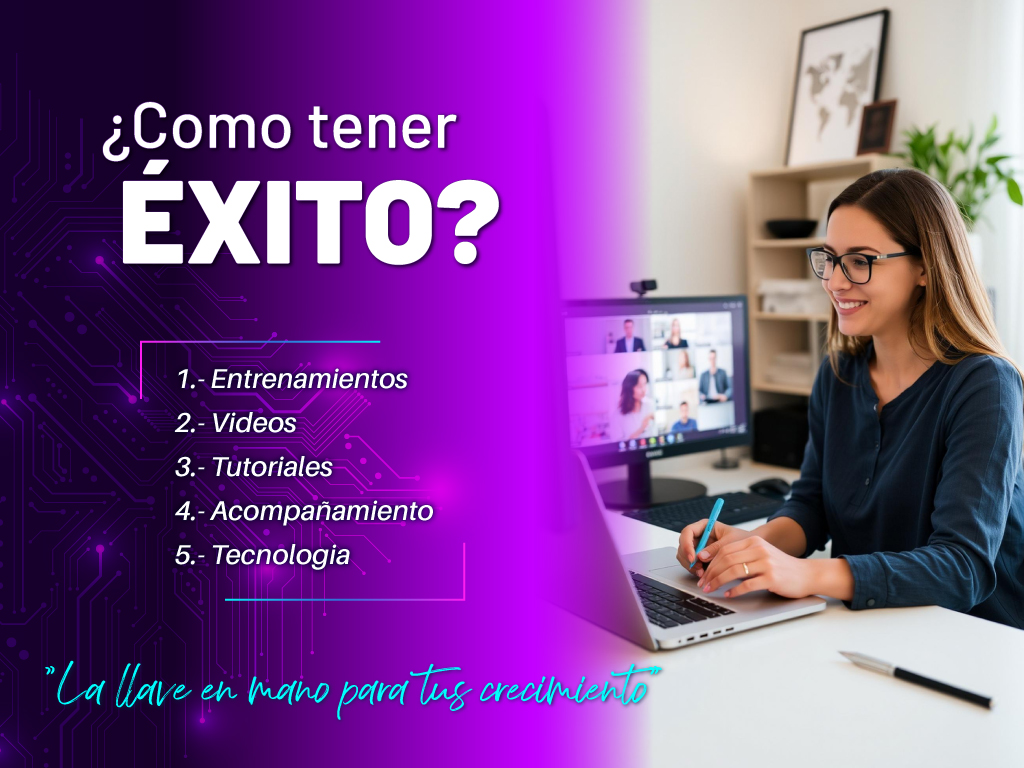 ¿Como tener
ÉXITO?
1.- Entrenamientos
2.- Videos
3.- Tutoriales
4.- Acompañamiento
5.- Tecnologia
"La llave en mano para tus crecimiento"